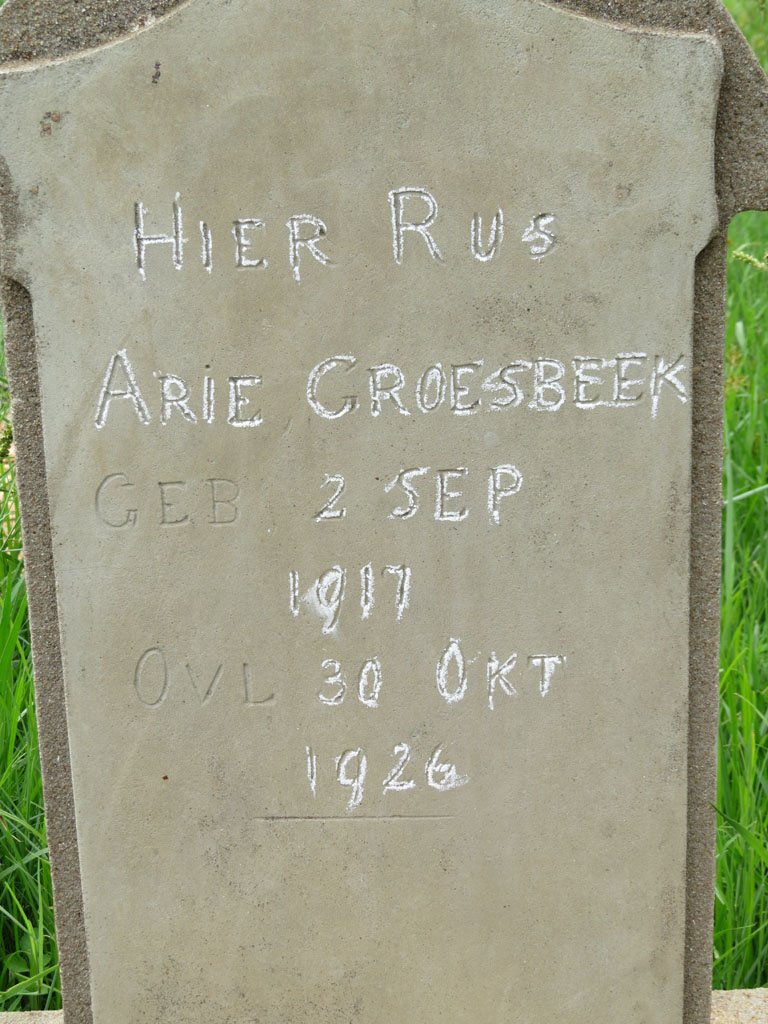 HIER RUS
ARIE GROESBEEK
GEB 2 SEP
1917
OVL 30 OKT
1926